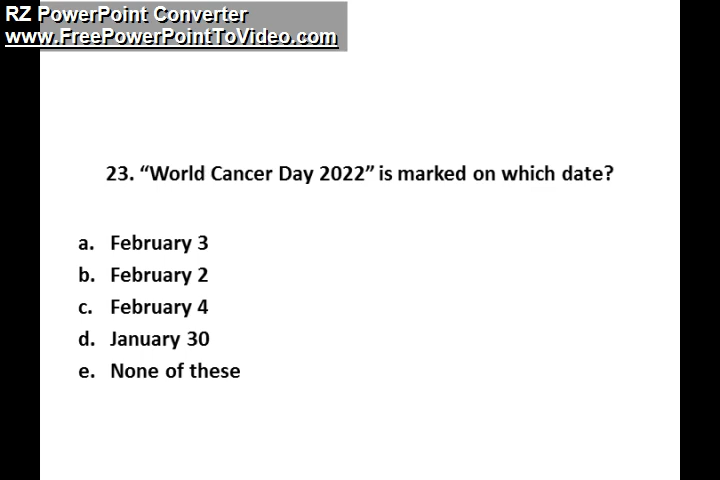 RZ PowerPoint Converter
www.FreePowerPointToVideo.com
23. “World Cancer Day 2022” is marked on which date?
a. February 3
b. February 2
c. February 4
d. January 30
e. None of these